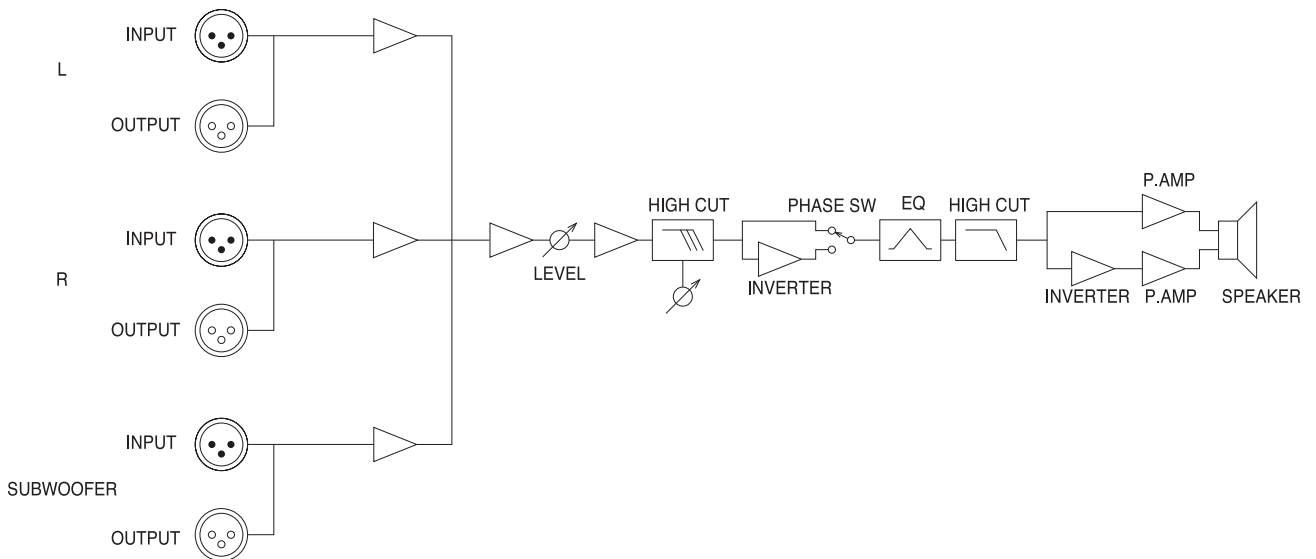 INPUT
L
OUTPUT
INPUT
R
OUTPUT
INPUT
SUBWOOFER
OUTPUT
LEVEL
HIGH CUT
INVERTER
PHASE SW
EQ
HIGH CUT
P.AMP
INVERTER
P.AMP
SPEAKER